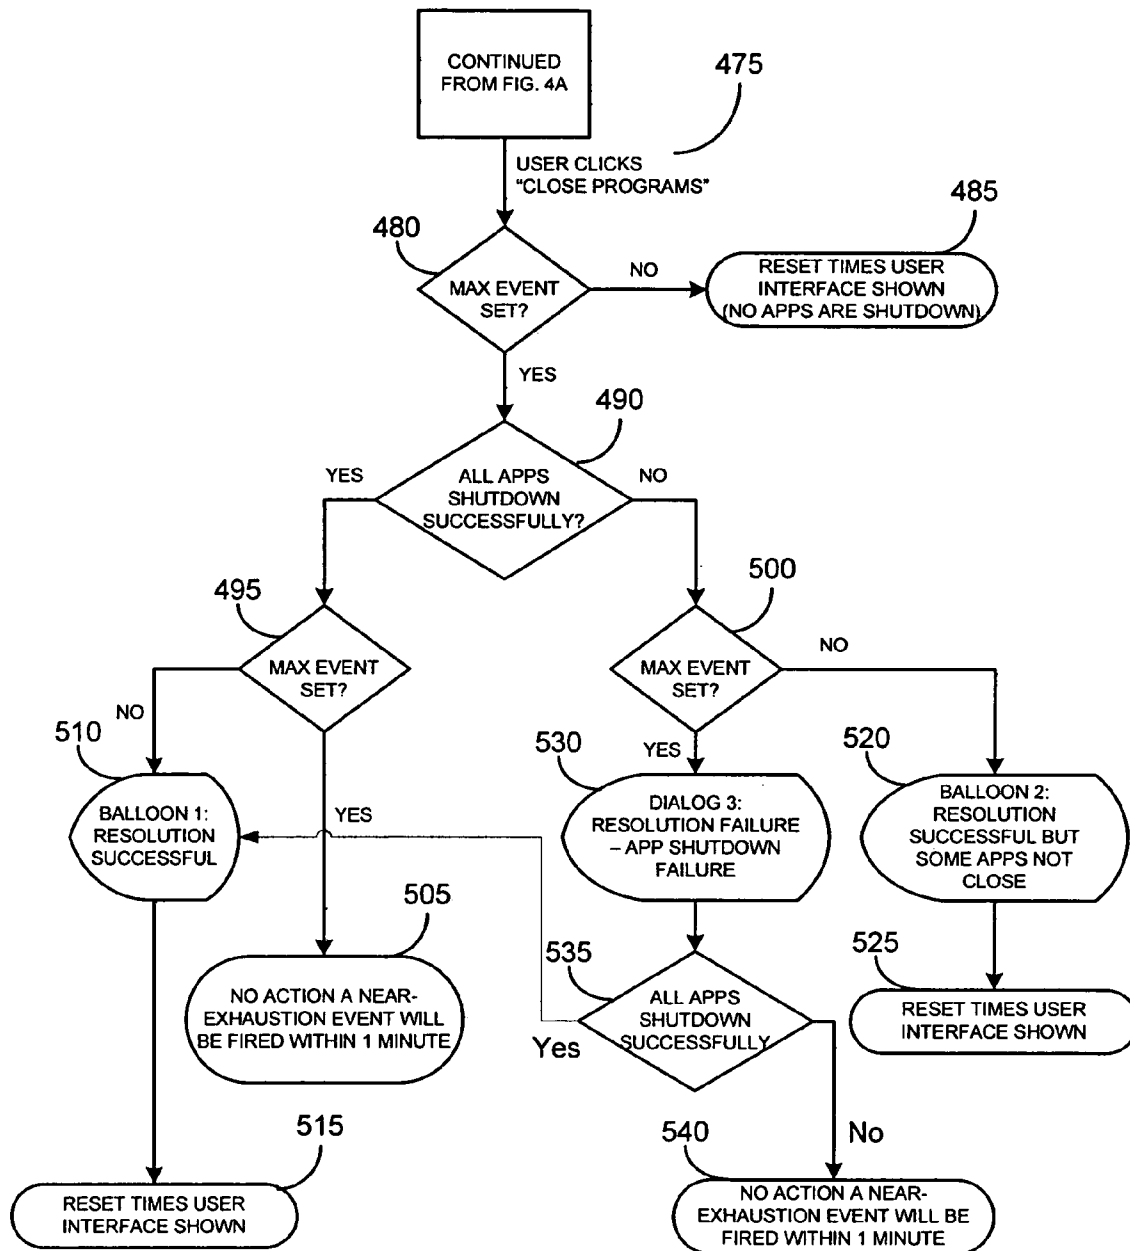 CONTINUED
FROM FIG. 4A
475
USER CLICKS
"CLOSE PROGRAMS"
485
480
NO
RESET TIMES USER
INTERFACE SHOWN
(NO APPS ARE SHUTDOWN)
MAX EVENT
SET?
YES
490
YES
NO
ALL APPS
SHUTDOWN
SUCCESSFULLY?
495
500
MAX EVENT
SET?
NO
MAX EVENT
SET?
NO
510
530
YES
520
BALLOON 1:
RESOLUTION
SUCCESSFUL
YES
DIALOG 3:
RESOLUTION FAILURE
– APP SHUTDOWN
FAILURE
BALLOON 2:
RESOLUTION
SUCCESSFUL BUT
SOME APPS NOT
CLOSE
505
535
525
NO ACTION A NEAR-
EXHAUSTION EVENT WILL
BE FIRED WITHIN 1 MINUTE
ALL APPS
SHUTDOWN
SUCCESSFULLY
RESET TIMES USER
INTERFACE SHOWN
Yes
515
540
No
RESET TIMES USER
INTERFACE SHOWN
NO ACTION A NEAR-
EXHAUSTION EVENT WILL BE
FIRED WITHIN 1 MINUTE